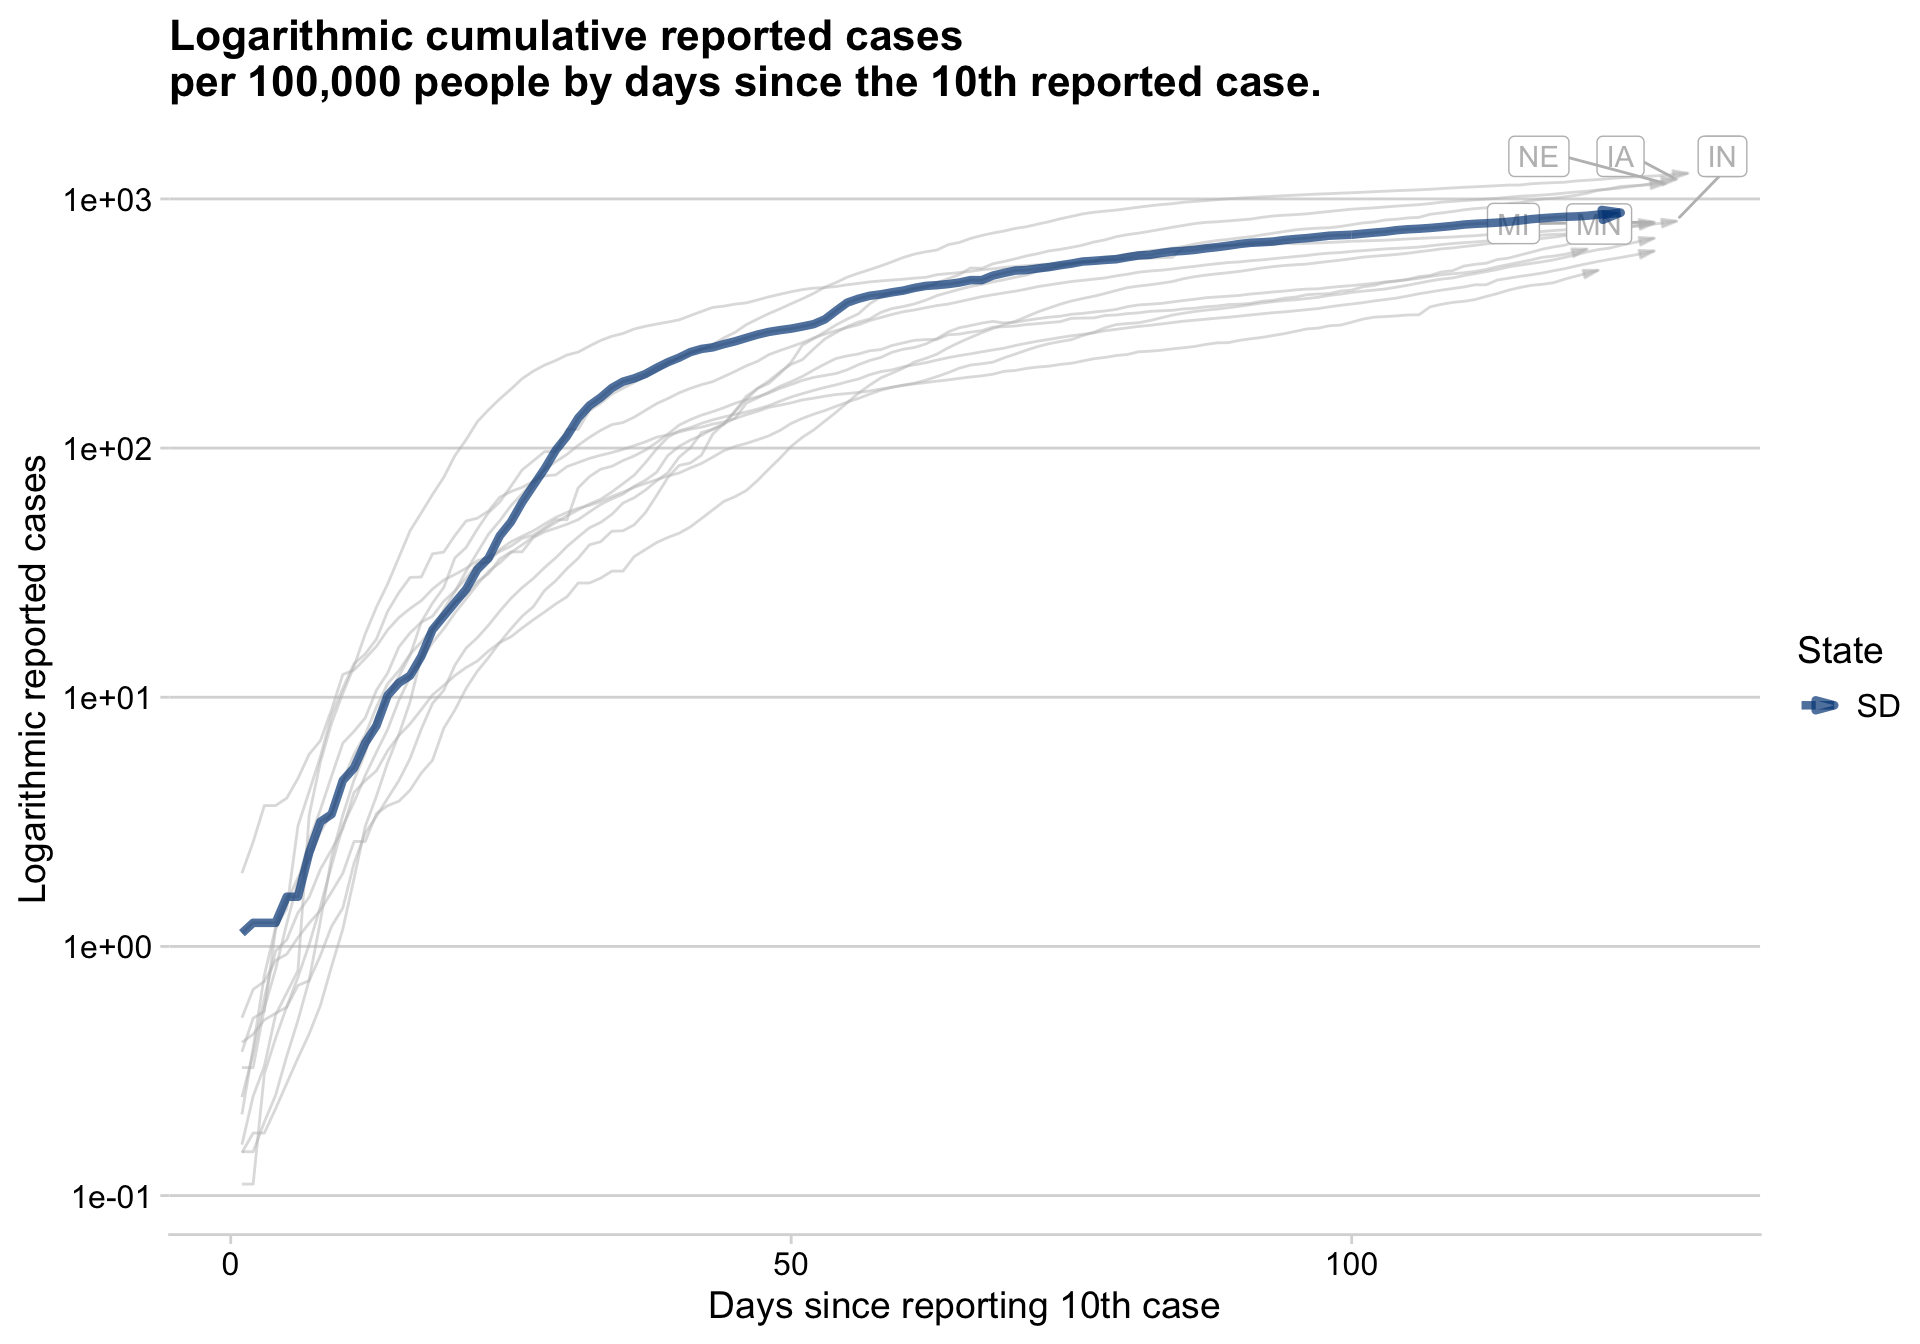 Logarithmic cumulative reported cases
per 100,000 people by days since the 10th reported case.
NE
IA
IN
MI
MN
1e+03
1e+02
1e+01
1e+00
1e-01
Logarithmic reported cases
0
50
100
Days since reporting 10th case
State
SD